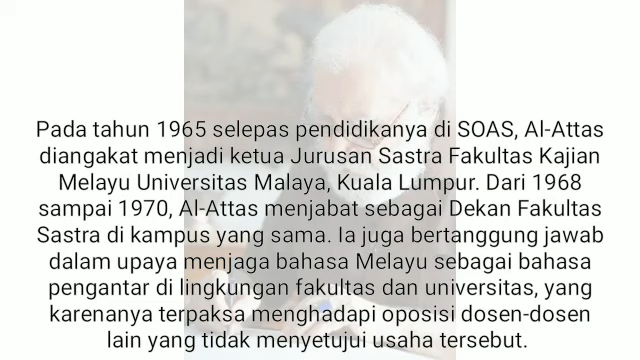 Pada tahun 1965 selepas pendidikanya di SOAS, Al-Attas
diangakat menjadi ketua Jurusan Sastra Fakultas Kajian
Melayu Universitas Malaya, Kuala Lumpur. Dari 1968
sampai 1970, Al-Attas menjabat sebagai Dekan Fakultas
Sastra di kampus yang sama. Ia juga bertanggung jawab
dalam upaya menjaga bahasa Melayu sebagai bahasa
pengantar di lingkungan fakultas dan universitas, yang
karenanya terpaksa menghadapi oposisi dosen-dosen
lain yang tidak menyetujui usaha tersebut.